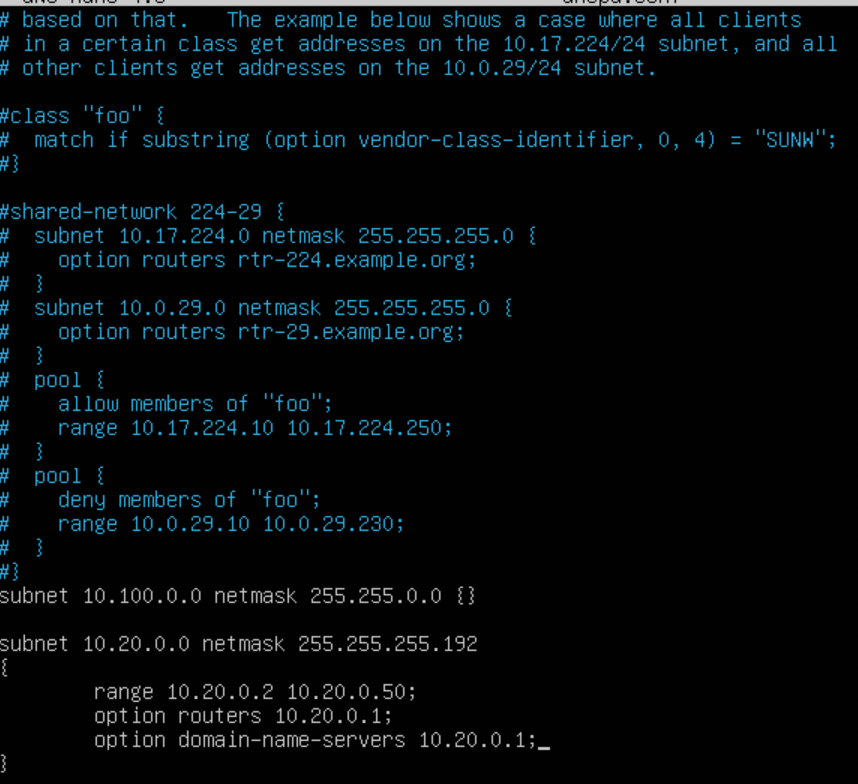 # based on that.   The example below shows a case where all clients
# in a certain class get addresses on the 10.17.224/24 subnet, and all
# other clients get addresses on the 10.0.29/24 subnet.

#class "foo" {
#  match if substring (option vendor-class-identifier, 0, 4) = "SUNW";
#}

#shared-network 224-29 {
#  subnet 10.17.224.0 netmask 255.255.255.0 {
#    option routers rtr-224.example.org;
#  }
#  subnet 10.0.29.0 netmask 255.255.255.0 {
#    option routers rtr-29.example.org;
#  }
#  pool {
#    allow members of "foo";
#    range 10.17.224.10 10.17.224.250;
#  }
#  pool {
#    deny members of "foo";
#    range 10.0.29.10 10.0.29.230;
#  }
#}
subnet 10.100.0.0 netmask 255.255.0.0 {}

subnet 10.20.0.0 netmask 255.255.255.192
{
        range 10.20.0.2 10.20.0.50;
        option routers 10.20.0.1;
        option domain-name-servers 10.20.0.1;_
}